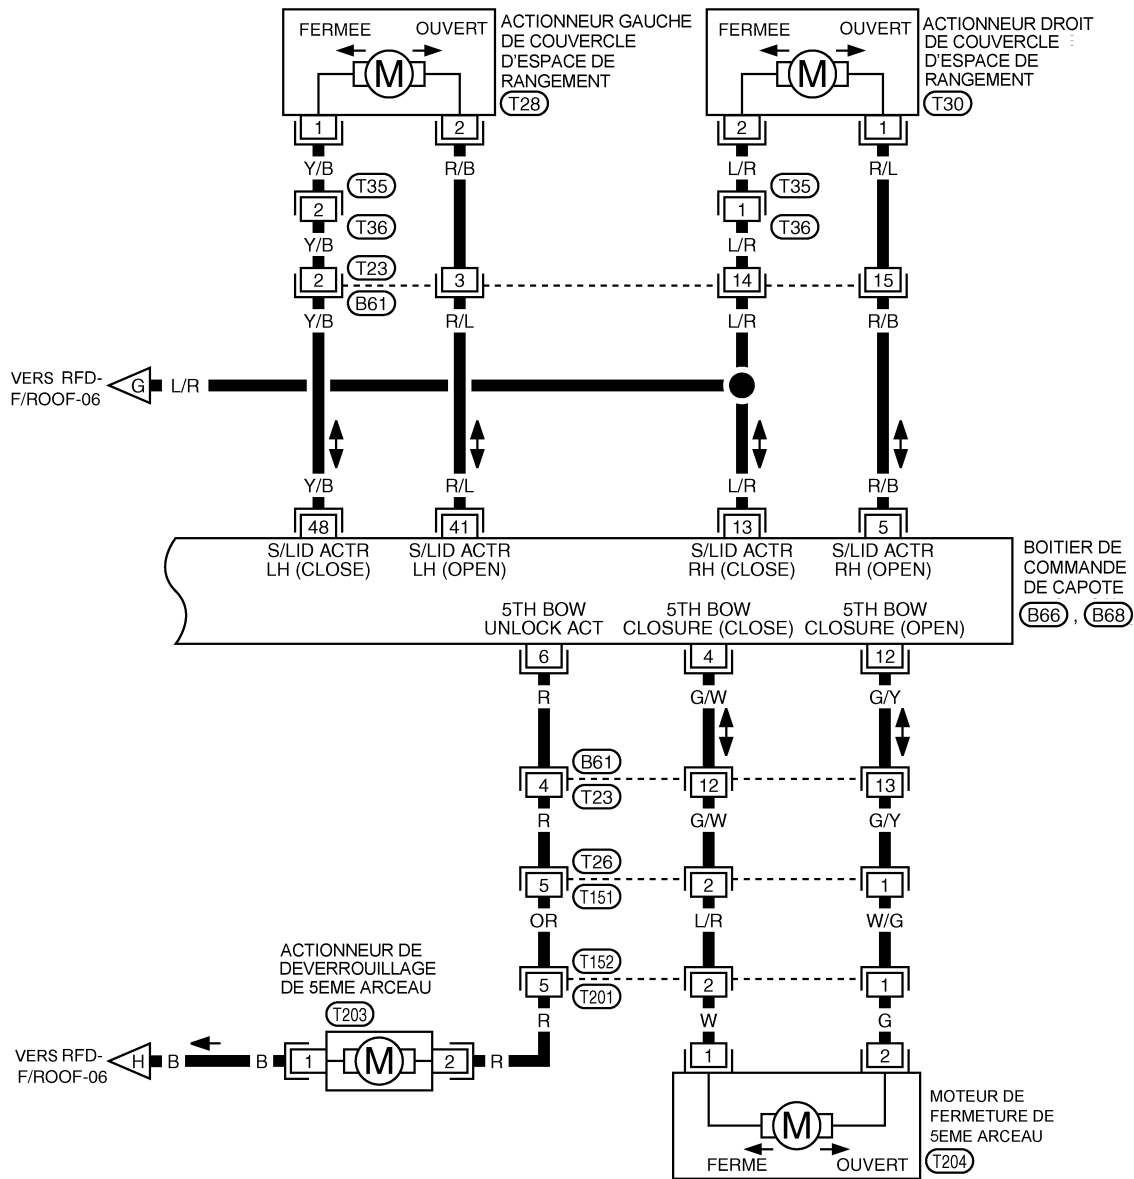 FERMEE OUVERT
M
ACTIONNEUR GAUCHE
DE COUVERCLE
D'ESPACE DE
RANGEMENT
T28
FERMEE OUVERT
M
ACTIONNEUR DROIT
DE COUVERCLE
D'ESPACE DE
RANGEMENT
T30
1 2 2 1
Y/B R/B L/R R/L
T35 T35
2 1
T36 T36
Y/B L/R
T23
2 3 14 15
B61
Y/B R/L L/R R/B
VERS RFD-
F/ROOF-06
G L/R
Y/B R/L L/R R/B
48 41 13 5
S/LID ACTR
LH (CLOSE)
S/LID ACTR
LH (OPEN)
S/LID ACTR
RH (CLOSE)
S/LID ACTR
RH (OPEN)
BOITIER DE
COMMANDE
DE CAPOTE
B66 , B68
5TH BOW
UNLOCK ACT
5TH BOW
CLOSURE (CLOSE)
5TH BOW
CLOSURE (OPEN)
6 4 12
R G/W G/Y
B61
4 12 13
T23
R G/W G/Y
T26
5 2 1
T151
OR L/R W/G
T152
5 2 1
T201
R W G
ACTIONNEUR DE
DEVERROUILLAGE
DE 5EME ARCEAU
T203
VERS RFD-
F/ROOF-06
H B B 1 M 2 R
1 2
M
FERME OUVERT
MOTEUR DE
FERMETURE DE
5EME ARCEAU
T204